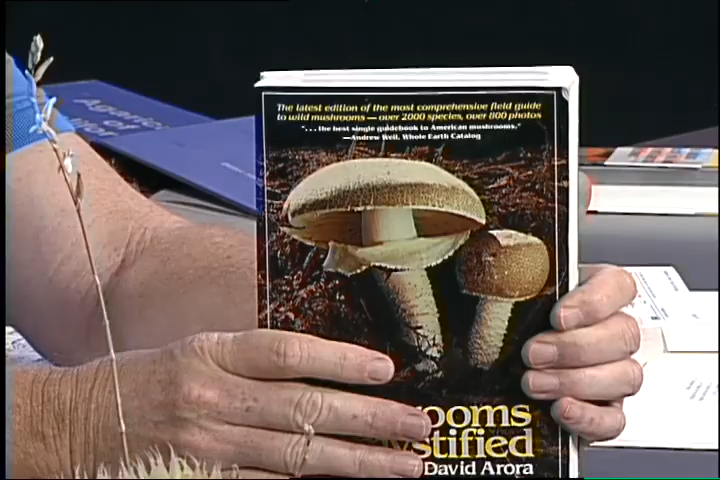 The latest edition of the most comprehensive field guide
to wild mushrooms — over 2000 species, over 800 photos
"...the best single guidebook to American mushrooms."
—Andrew Weil, Whole Earth Catalog
ooms
stified
David Arora